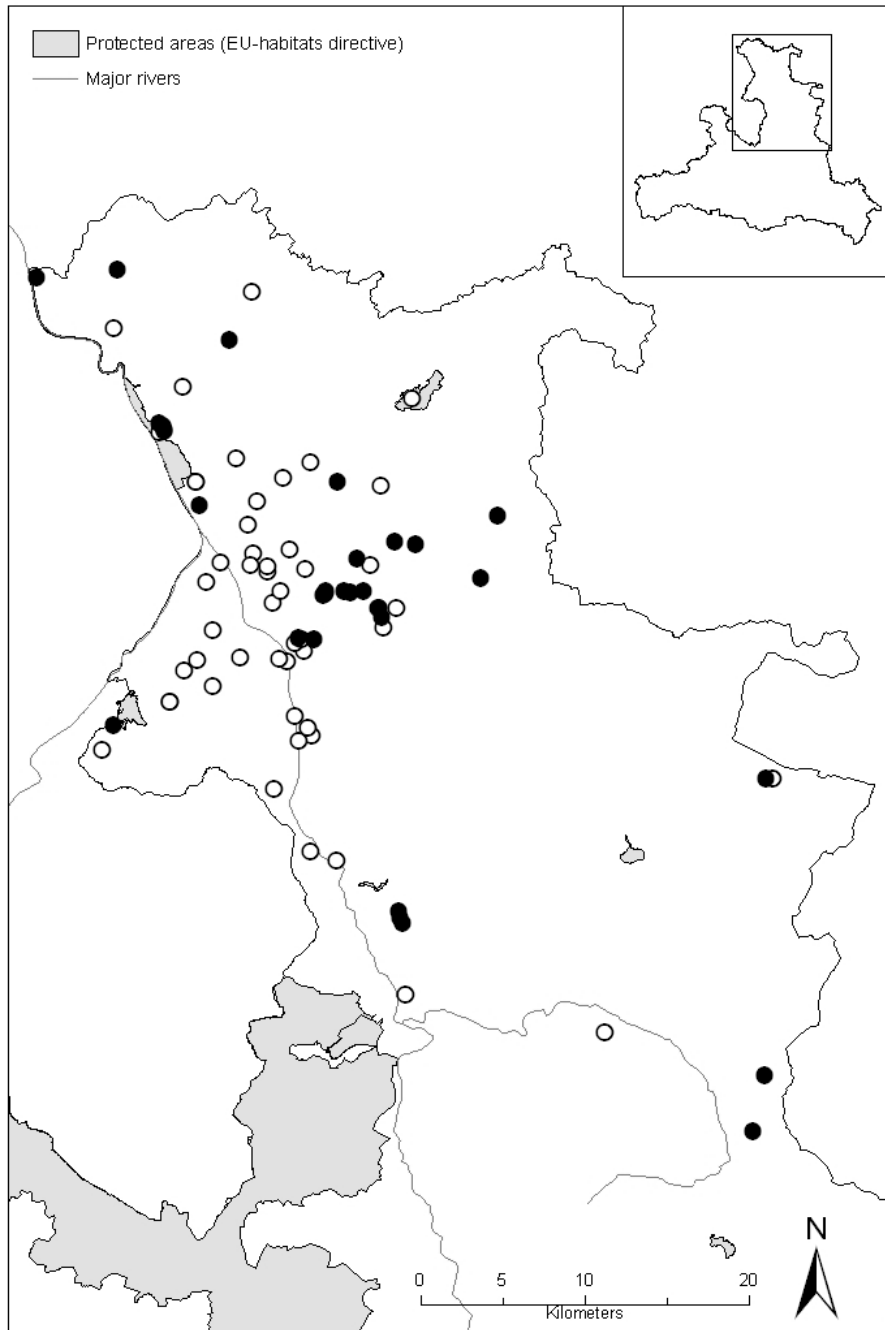 Protected areas (EU-habitats directive)
Major rivers
N
0 5 10 20
Kilometers